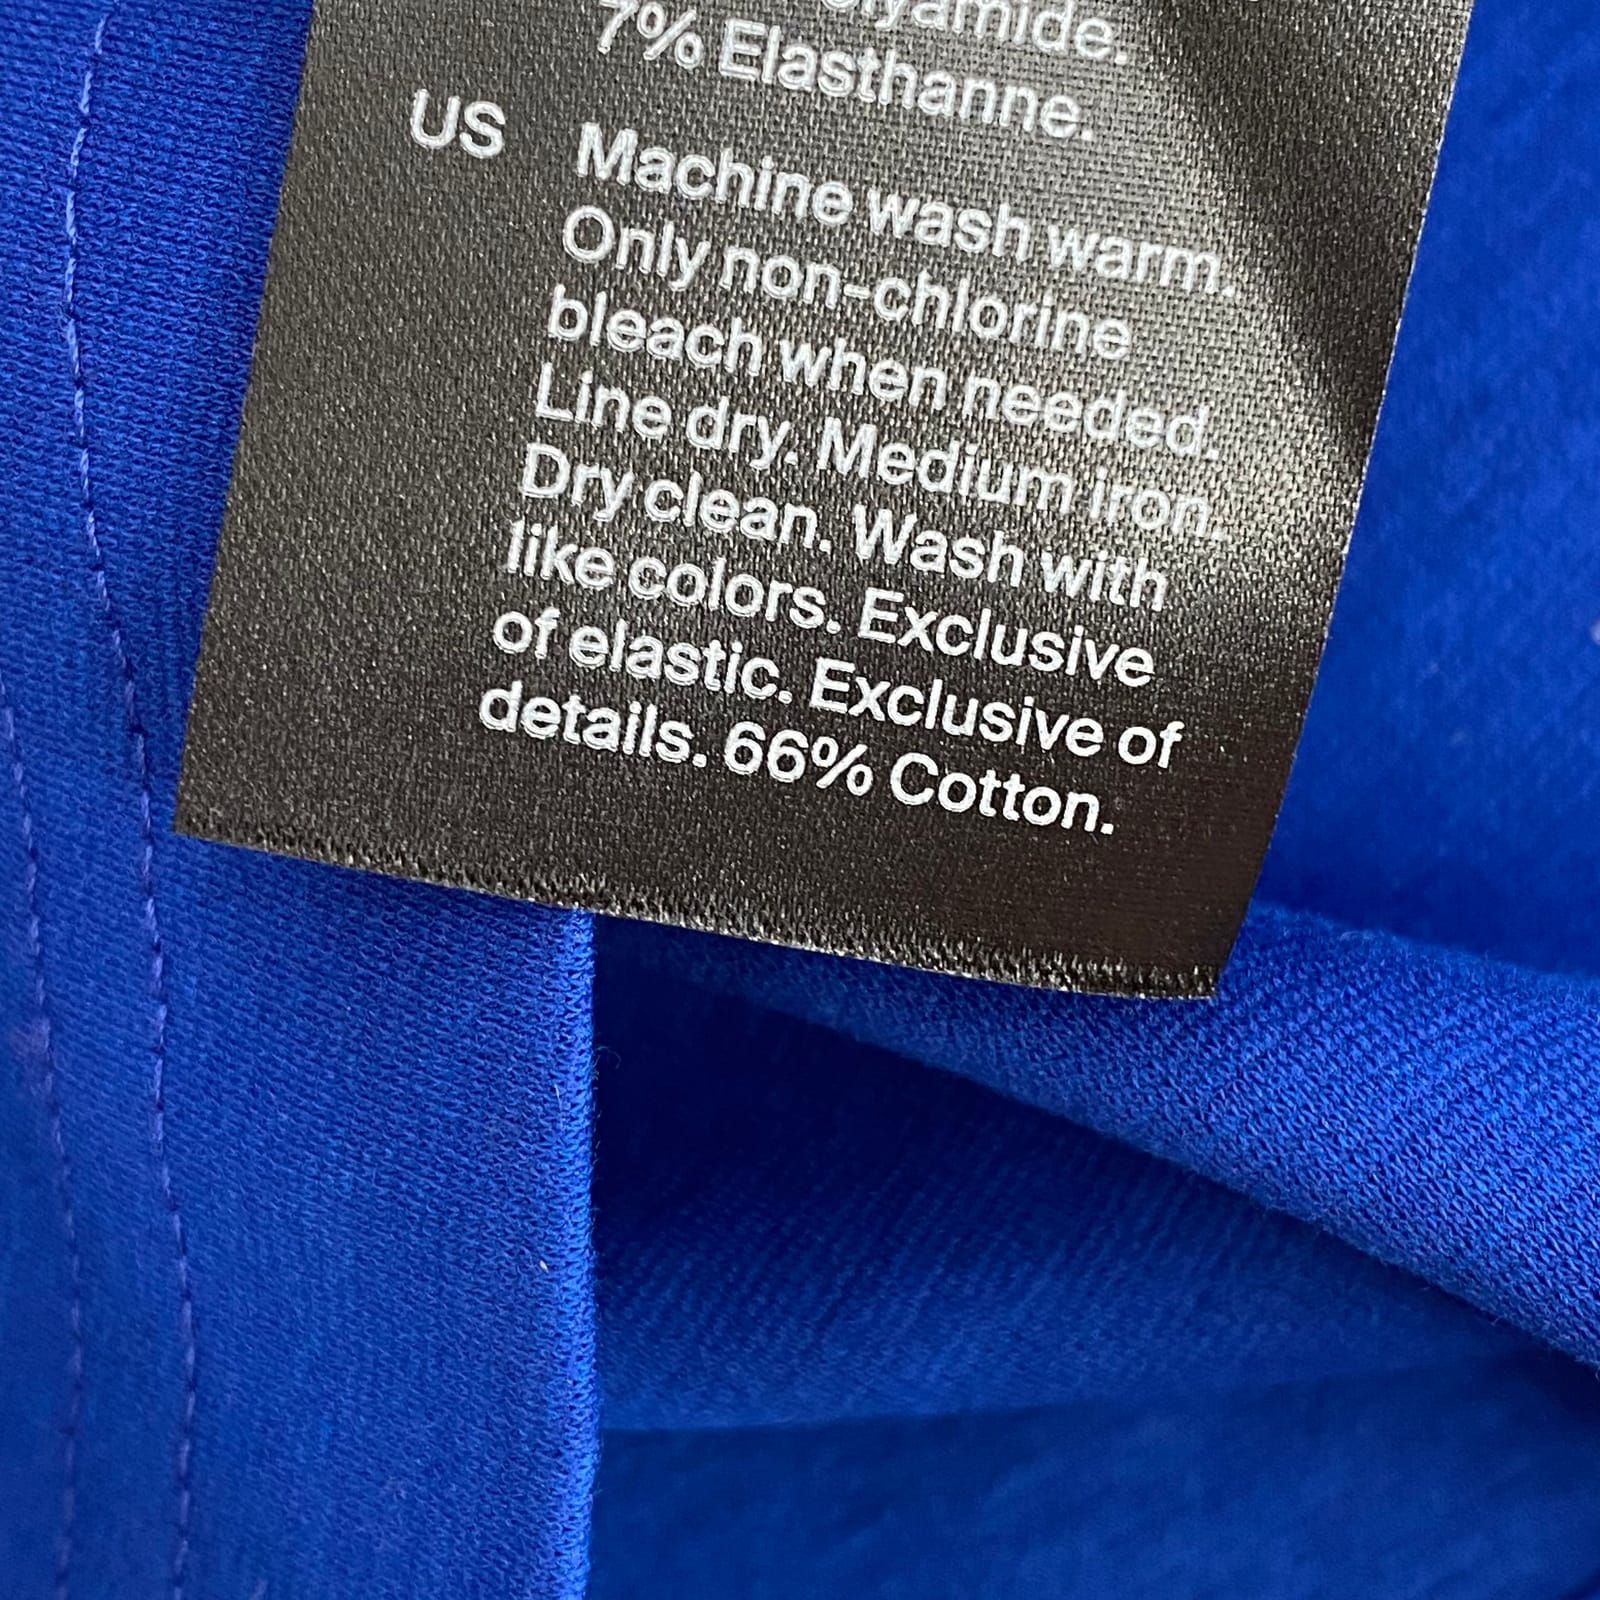 7% Elasthanne.
US Machine wash warm.
Only non-chlorine
bleach when needed.
Line dry. Medium iron.
Dry clean. Wash with
like colors. Exclusive
of elastic. Exclusive of
details. 66% Cotton.